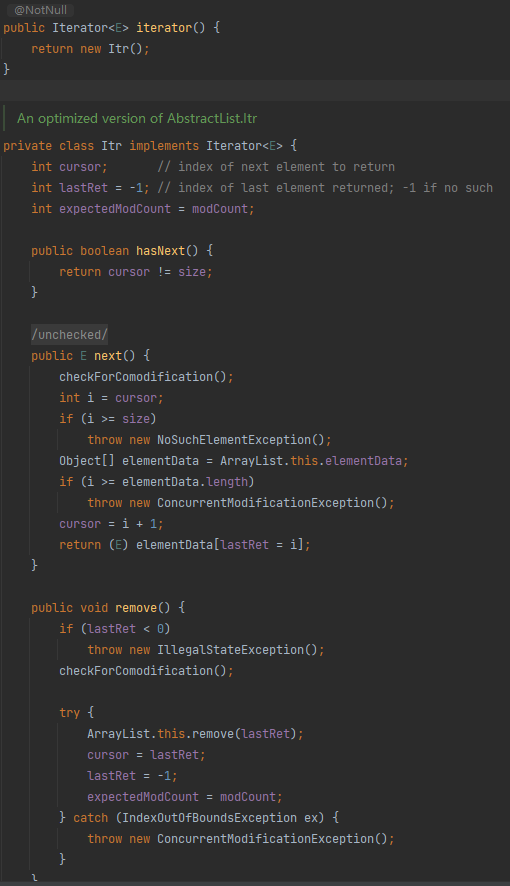 @NotNull
public Iterator<E> iterator() {
return new Itr();
}
An optimized version of AbstractList.Itr
private class Itr implements Iterator<E> {
int cursor;       // index of next element to return
int lastRet = -1; // index of last element returned; -1 if no such
int expectedModCount = modCount;
public boolean hasNext() {
return cursor != size;
}
/unchecked/
public E next() {
checkForComodification();
int i = cursor;
if (i >= size)
throw new NoSuchElementException();
Object[] elementData = ArrayList.this.elementData;
if (i >= elementData.length)
throw new ConcurrentModificationException();
cursor = i + 1;
return (E) elementData[lastRet = i];
}
public void remove() {
if (lastRet < 0)
throw new IllegalStateException();
checkForComodification();
try {
ArrayList.this.remove(lastRet);
cursor = lastRet;
lastRet = -1;
expectedModCount = modCount;
} catch (IndexOutOfBoundsException ex) {
throw new ConcurrentModificationException();
}
}